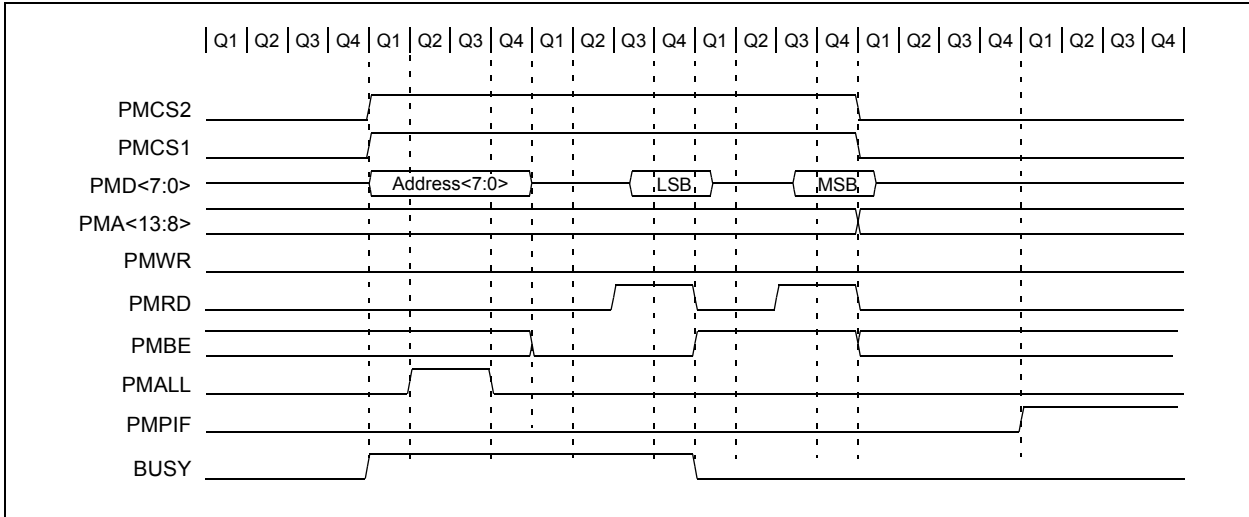 Q1 Q2 Q3 Q4 Q1 Q2 Q3 Q4 Q1 Q2 Q3 Q4 Q1 Q2 Q3 Q4 Q1 Q2 Q3 Q4 Q1 Q2 Q3 Q4
PMCS2
PMCS1
PMD<7:0> Address<7:0> LSB MSB
PMA<13:8>
PMWR
PMRD
PMBE
PMALL
PMPIF
BUSY